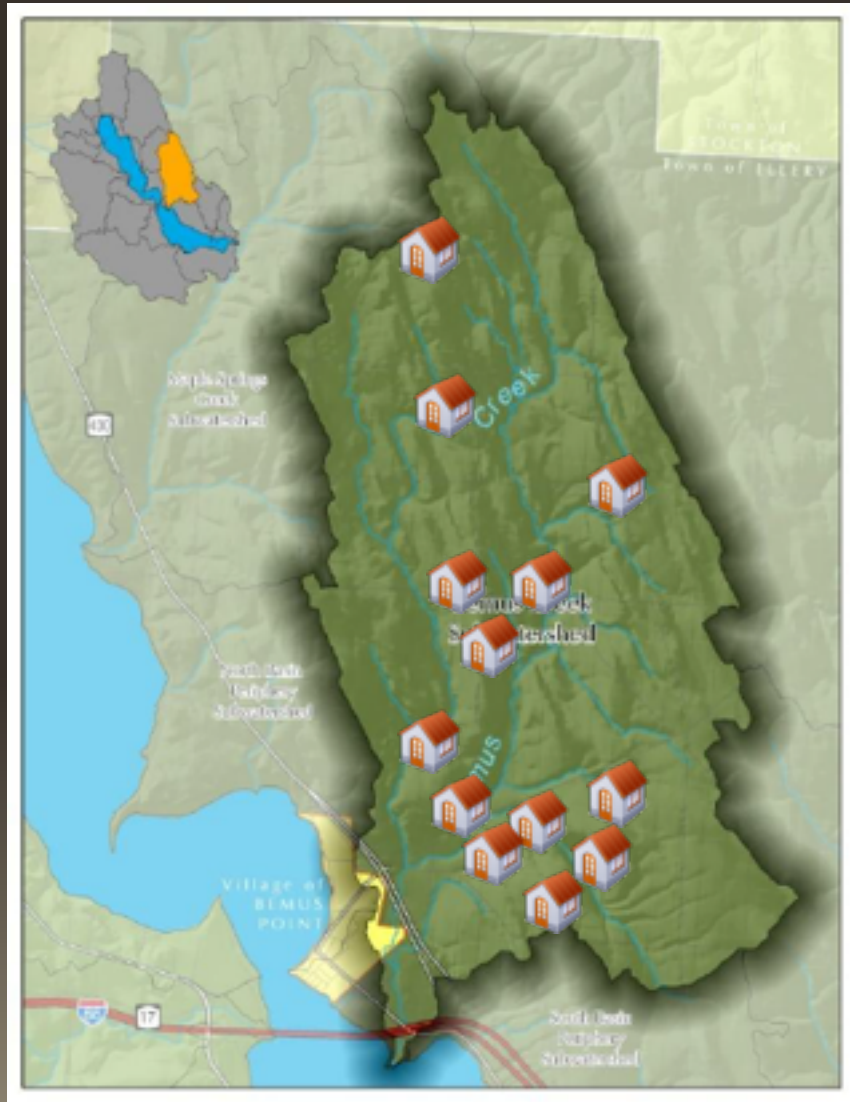 Town of
STOCKTON
Town of ELLERY
Creek
Maple Springs
Creek
Subwatershed
430
Creek
Subwatershed
North Basin
Periphery
Subwatershed
Village of
BEMUS
POINT
17
South Basin
Periphery
Subwatershed